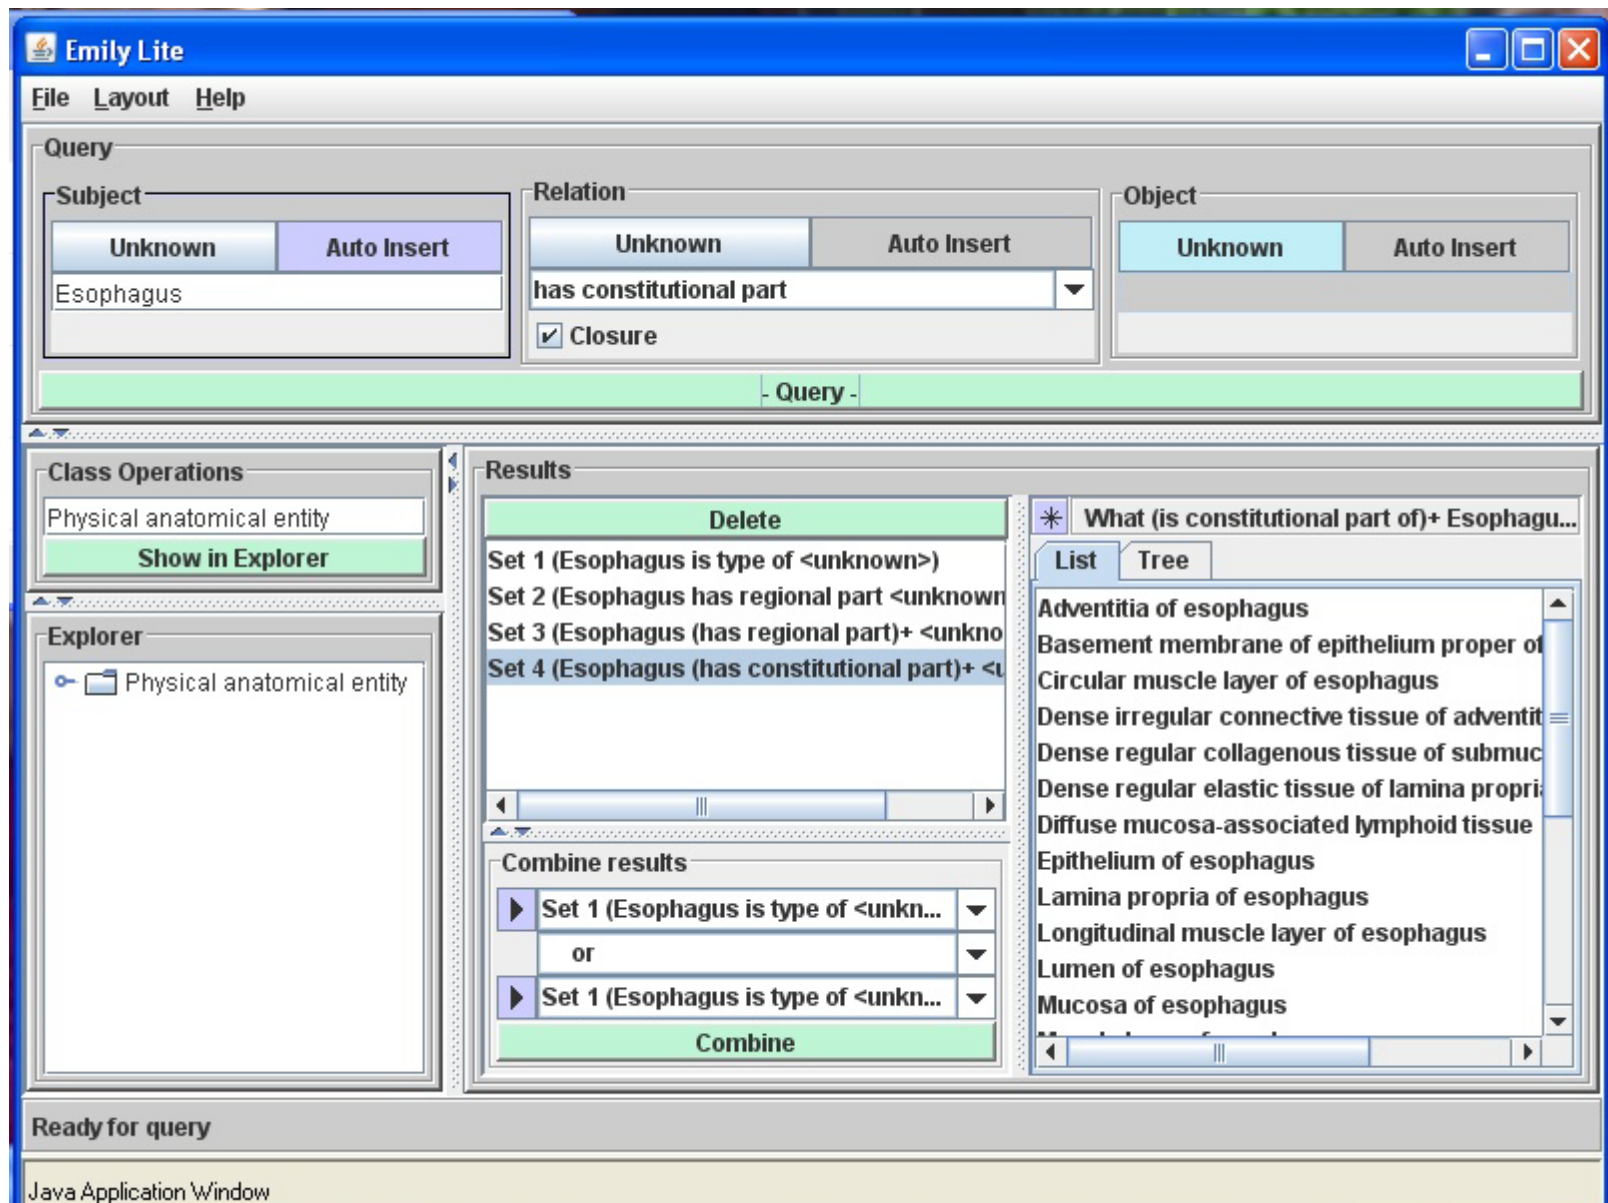 Emily Lite
File Layout Help
Query
Subject
Unknown Auto Insert
Esophagus
Relation
Unknown Auto Insert
has constitutional part
Closure
Object
Unknown Auto Insert
- Query -
Class Operations
Physical anatomical entity
Show in Explorer
Explorer
Physical anatomical entity
Results
Delete
Set 1 (Esophagus is type of <unknown>)
Set 2 (Esophagus has regional part <unknown
Set 3 (Esophagus (has regional part)+ <unkno
Set 4 (Esophagus (has constitutional part)+ <u
Combine results
Set 1 (Esophagus is type of <unkn...
or
Set 1 (Esophagus is type of <unkn...
Combine
What (is constitutional part of)+ Esophagu...
List Tree
Adventitia of esophagus
Basement membrane of epithelium proper of
Circular muscle layer of esophagus
Dense irregular connective tissue of adventit
Dense regular collagenous tissue of submuc
Dense regular elastic tissue of lamina propri
Diffuse mucosa-associated lymphoid tissue
Epithelium of esophagus
Lamina propria of esophagus
Longitudinal muscle layer of esophagus
Lumen of esophagus
Mucosa of esophagus
Ready for query
Java Application Window